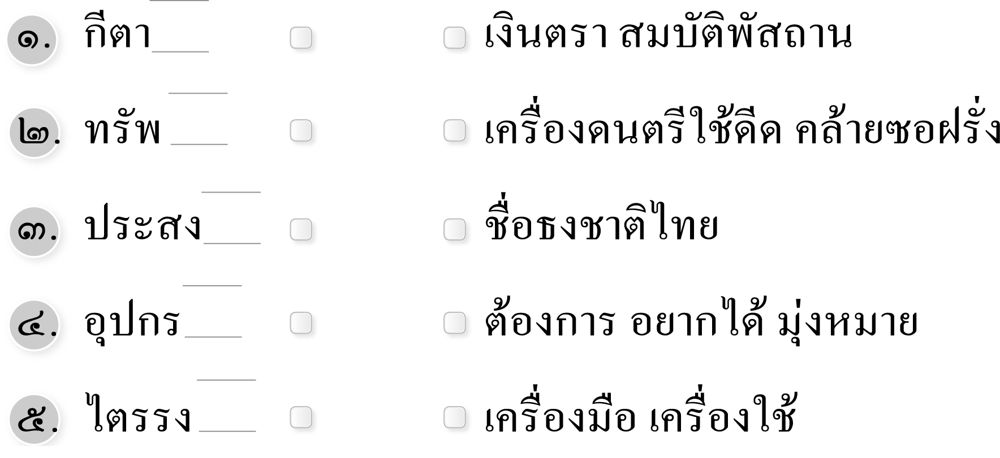 ๑. กีตา____ เงินตรา สมบัติพัสถาน
๒. ทรัพ ____ เครื่องดนตรีใช้ดีด คล้ายซอฝรั่ง
๓. ประสง____ ชื่อธงชาติไทย
๔. อุปกร____ ต้องการ อยากได้ มุ่งหมาย
๕. ไตรรง____ เครื่องมือ เครื่องใช้